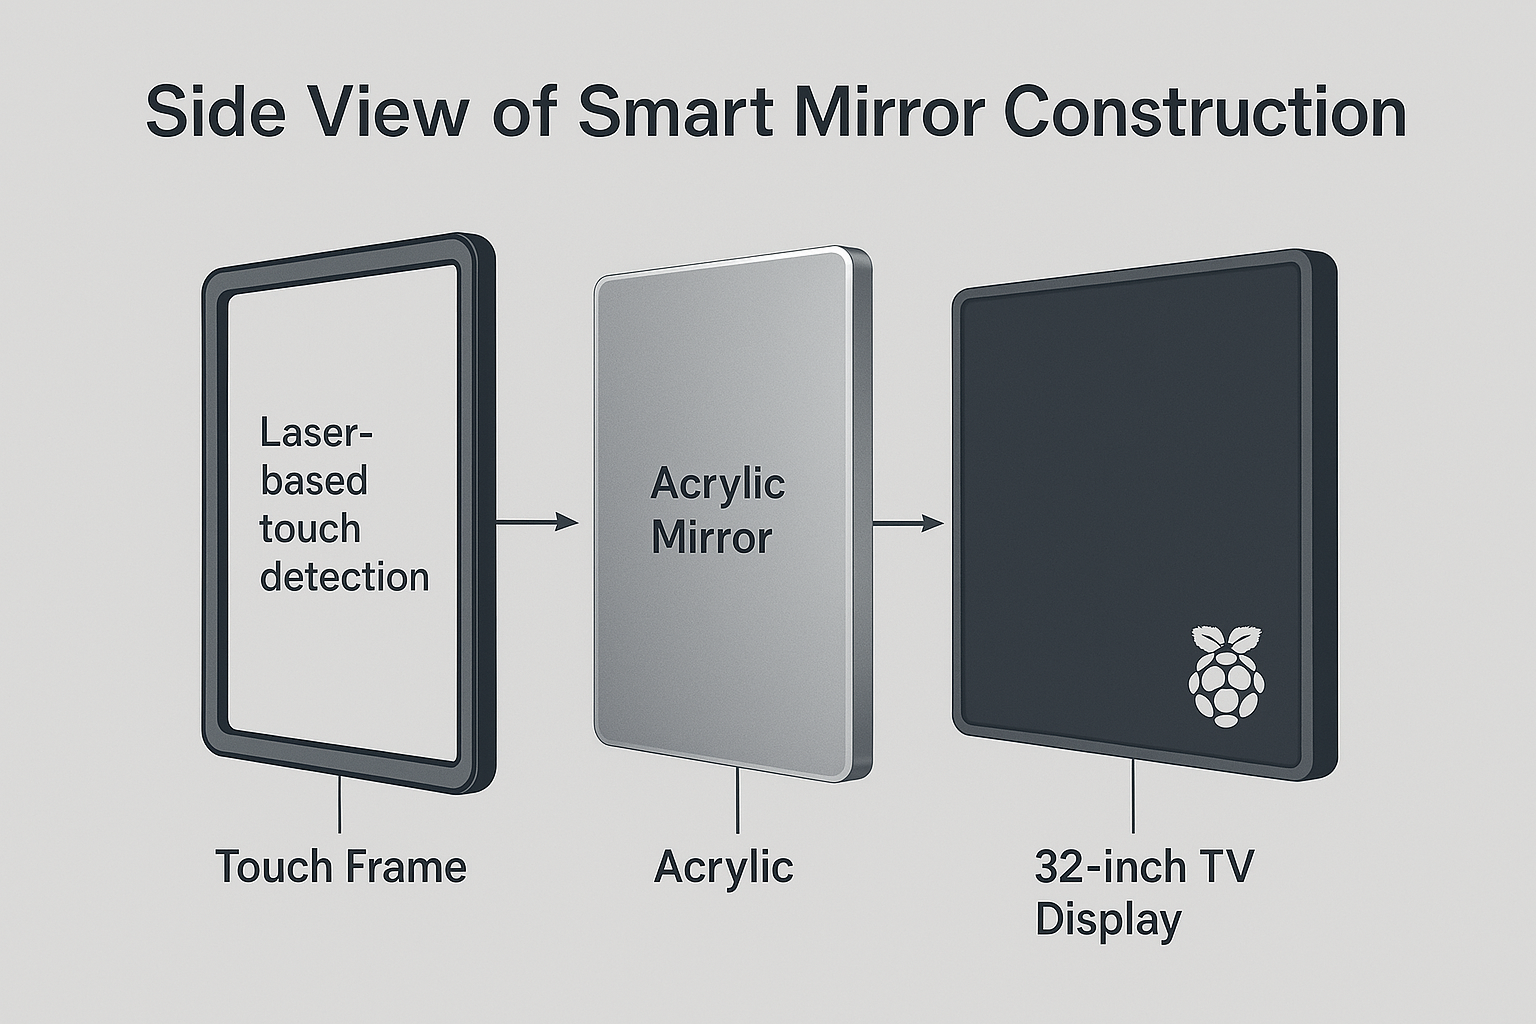 Side View of Smart Mirror Construction
Laser-
based
touch
detection
Acrylic
Mirror
Touch Frame
Acrylic
32-inch TV
Display